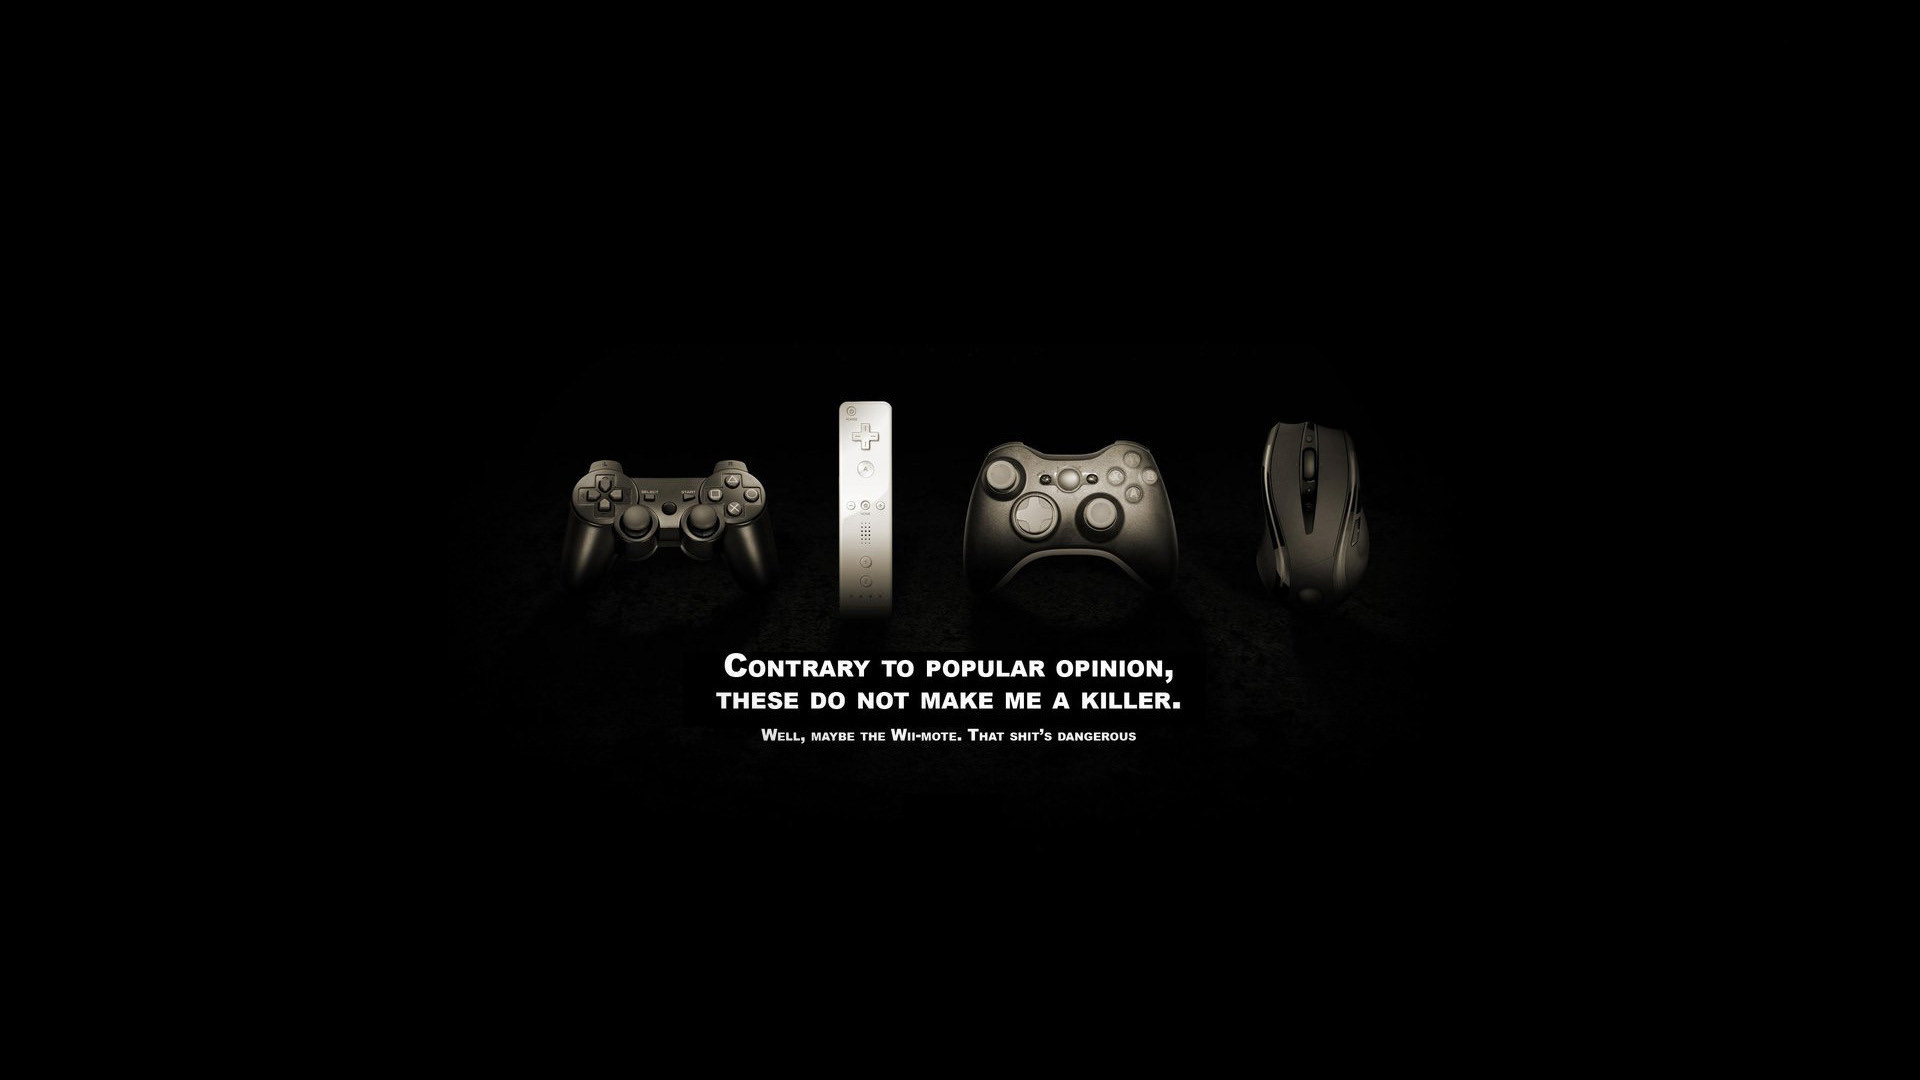 Contrary to popular opinion,
these do not make me a killer.
Well, maybe the Wii-mote. That shit's dangerous